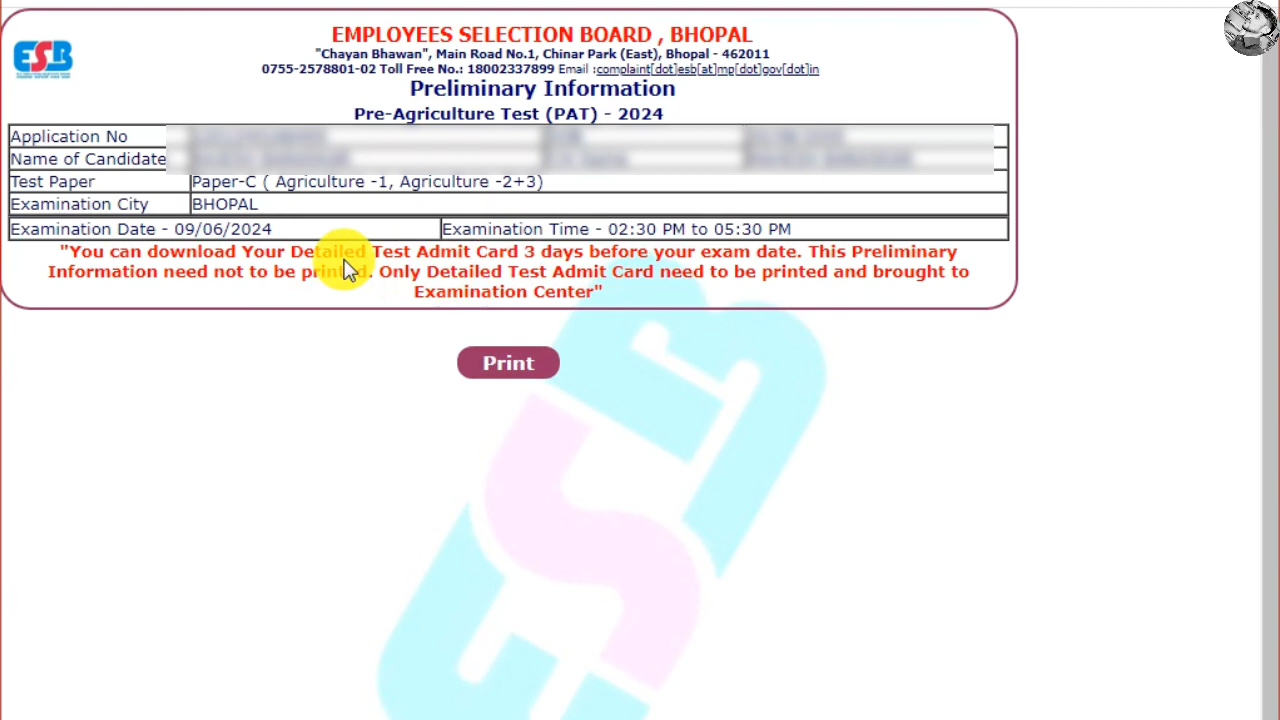 ESB
EMPLOYEES SELECTION BOARD , BHOPAL
"Chayan Bhawan", Main Road No.1, Chinar Park (East), Bhopal - 462011
0755-2578801-02 Toll Free No.: 18002337899 Email :complaint[dot]esb[at]mp[dot]gov[dot]in
Preliminary Information
Pre-Agriculture Test (PAT) - 2024
Application No
Name of Candidate
Test Paper Paper-C ( Agriculture -1, Agriculture -2+3)
Examination City BHOPAL
Examination Date - 09/06/2024 Examination Time - 02:30 PM to 05:30 PM
"You can download Your Detailed Test Admit Card 3 days before your exam date. This Preliminary
Information need not to be printed. Only Detailed Test Admit Card need to be printed and brought to
Examination Center"
Print
ESB